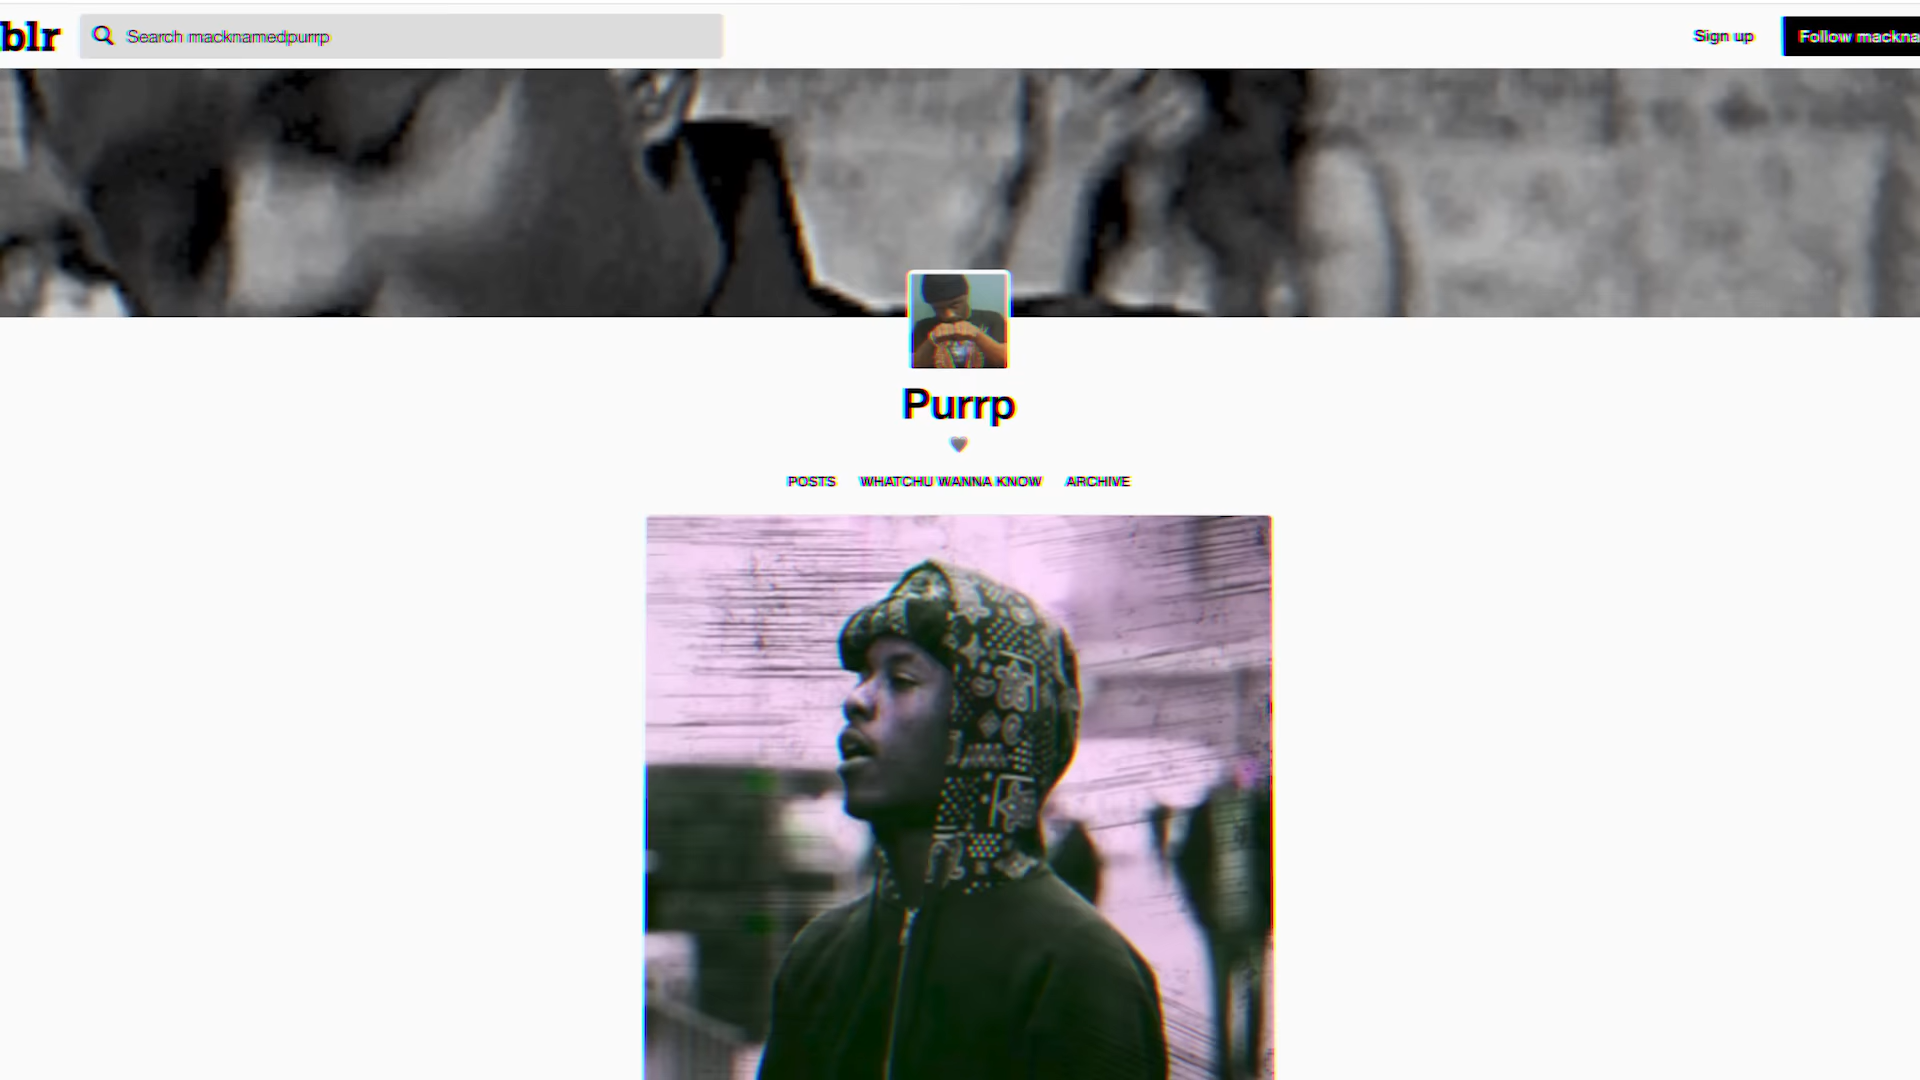 blr
Search macknamedpurrp
Sign up
Follow mackna
Purrp
POSTS WHATCHU WANNA KNOW ARCHIVE